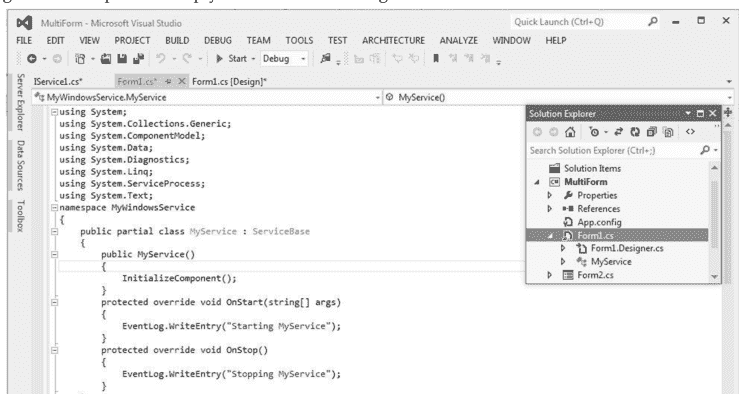 MultiForm - Microsoft Visual Studio
Quick Launch (Ctrl+Q)
FILE EDIT VIEW PROJECT BUILD DEBUG TEAM TOOLS TEST ARCHITECTURE ANALYZE WINDOW HELP
Start Debug
Server Explorer
Data Sources
Toolbox
IService1.cs* Form1.cs* Form1.cs [Design]*
MyWindowsService.MyService MyService()
using System;
using System.Collections.Generic;
using System.ComponentModel;
using System.Data;
using System.Diagnostics;
using System.Linq;
using System.ServiceProcess;
using System.Text;
namespace MyWindowsService
{
public partial class MyService : ServiceBase
{
public MyService()
{
InitializeComponent();
}
protected override void OnStart(string[] args)
{
EventLog.WriteEntry("Starting MyService");
}
protected override void OnStop()
{
EventLog.WriteEntry("Stopping MyService");
}
Solution Explorer
Search Solution Explorer (Ctrl+;)
Solution Items
C# MultiForm
Properties
References
App.config
Form1.cs
Form1.Designer.cs
MyService
Form2.cs